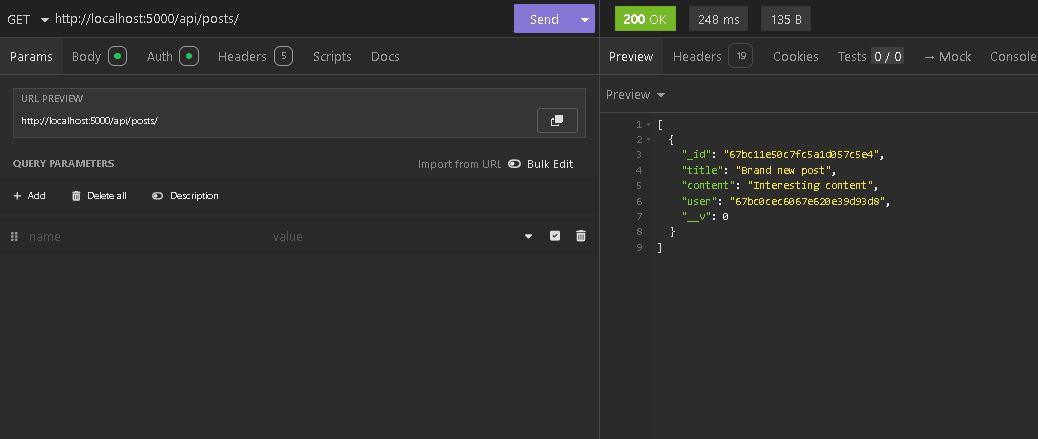 GET http://localhost:5000/api/posts/ Send
Params Body Auth Headers 5 Scripts Docs
URL PREVIEW
http://localhost:5000/api/posts/
QUERY PARAMETERS Import from URL Bulk Edit
+ Add Delete all Description
name value
200 OK 248 ms 135 B
Preview Headers 19 Cookies Tests 0 / 0 → Mock Console
Preview
1 [
2 {
3 "_id": "67bc11e50c7fc5a1d057c5e4",
4 "title": "Brand new post",
5 "content": "Interesting content",
6 "user": "67bc0cec6067e620e39d93d8",
7 "__v": 0
8 }
9 ]